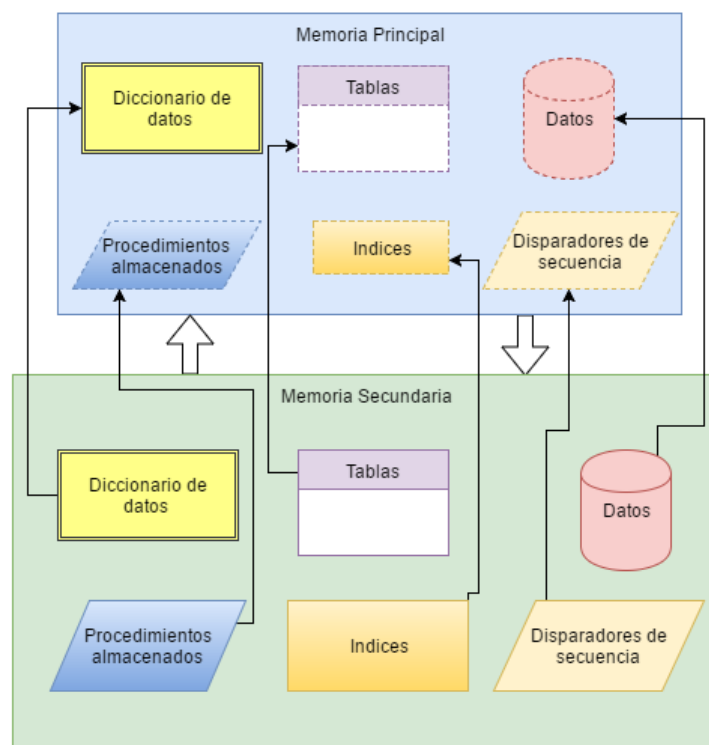 Memoria Principal
Diccionario de
datos
Tablas
Datos
Procedimientos
almacenados
Indices
Disparadores de
secuencia
Memoria Secundaria
Diccionario de
datos
Tablas
Datos
Procedimientos
almacenados
Indices
Disparadores de
secuencia